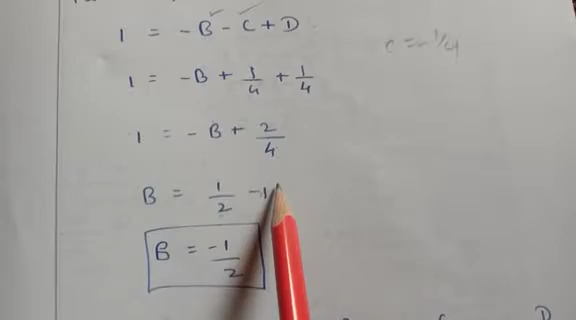 1 = -B - C + D
C = -1/4
1 = -B + 1/4 + 1/4
1 = -B + 2/4
B = 1/2 - 1
B = -1/2
D